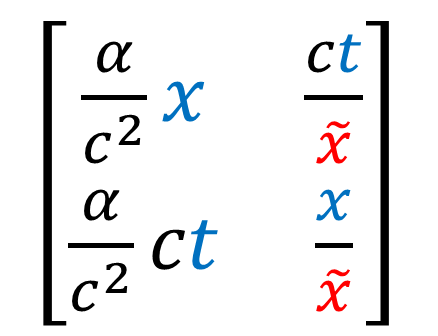 [ α/c² x   ct/x̃ ]
[ α/c² ct   x/x̃ ]